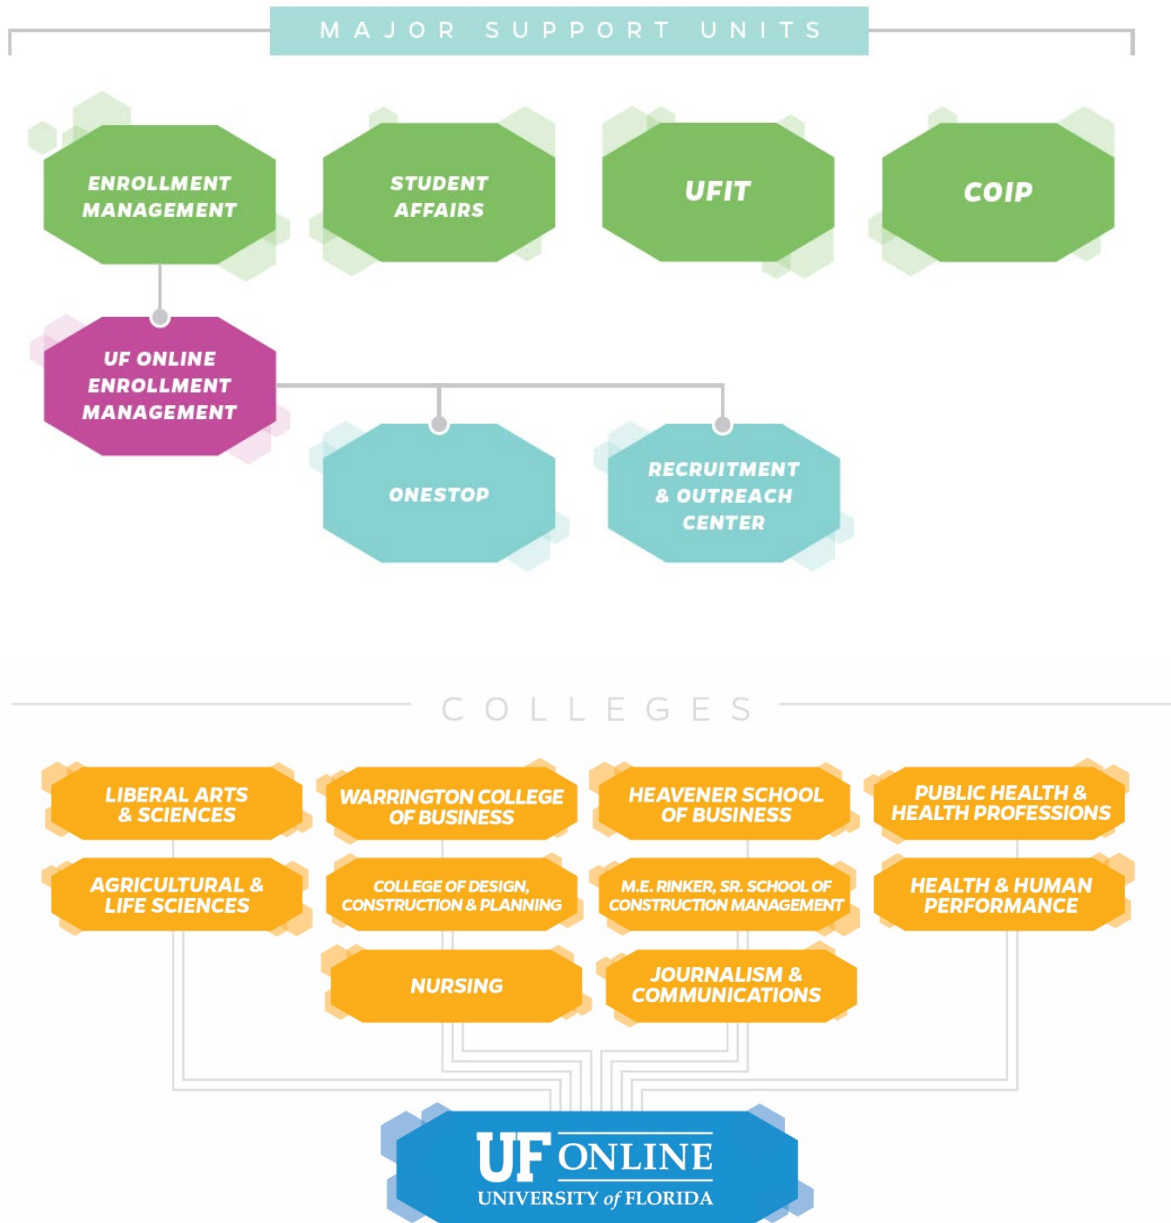 MAJOR SUPPORT UNITS
ENROLLMENT
MANAGEMENT
STUDENT
AFFAIRS
UFIT
COIP
UF ONLINE
ENROLLMENT
MANAGEMENT
ONESTOP
RECRUITMENT
& OUTREACH
CENTER
COLLEGES
LIBERAL ARTS
& SCIENCES
WARRINGTON COLLEGE
OF BUSINESS
HEAVENER SCHOOL
OF BUSINESS
PUBLIC HEALTH &
HEALTH PROFESSIONS
AGRICULTURAL &
LIFE SCIENCES
COLLEGE OF DESIGN,
CONSTRUCTION & PLANNING
M.E. RINKER, SR. SCHOOL OF
CONSTRUCTION MANAGEMENT
HEALTH & HUMAN
PERFORMANCE
NURSING
JOURNALISM &
COMMUNICATIONS
UF ONLINE
UNIVERSITY of FLORIDA